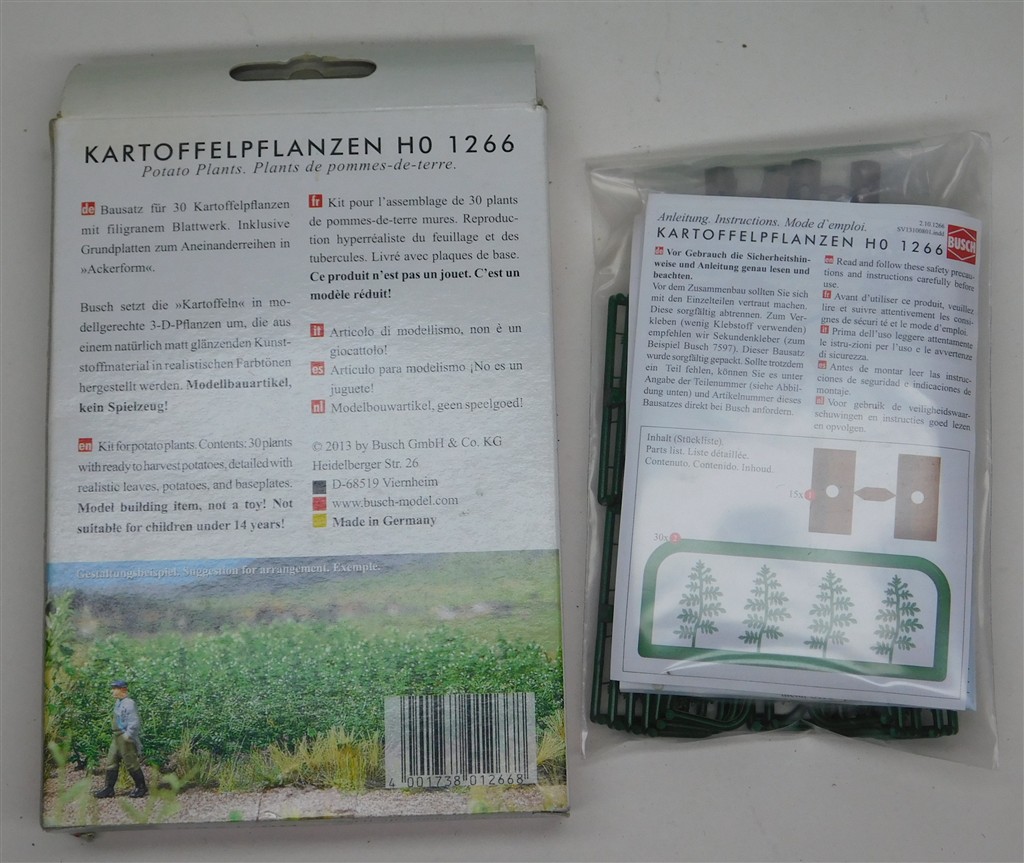 KARTOFFELPFLANZEN H0 1266
Potato Plants. Plants de pommes-de-terre.
de Bausatz für 30 Kartoffelpflanzen
mit filigranem Blattwerk. Inklusive
Grundplatten zum Aneinanderreihen in
»Ackerform«.
Busch setzt die »Kartoffeln« in mo-
dellgerechte 3-D-Pflanzen um, die aus
einem natürlich matt glänzenden Kunst-
stoffmaterial in realistischen Farbtönen
hergestellt werden. Modellbauartikel,
kein Spielzeug!
en Kit for potato plants. Contents: 30 plants
with ready to harvest potatoes, detailed with
realistic leaves, potatoes, and baseplates.
Model building item, not a toy! Not
suitable for children under 14 years!
fr Kit pour l'assemblage de 30 plants
de pommes-de-terre mures. Reproduc-
tion hyperréaliste du feuillage et des
tubercules. Livré avec plaques de base.
Ce produit n'est pas un jouet. C'est un
modèle réduit!
it Articolo di modellismo, non é un
giocattolo!
es Artículo para modelismo ¡No es un
juguete!
nl Modelbouwartikel, geen speelgoed!
© 2013 by Busch GmbH & Co. KG
Heidelberger Str. 26
D-68519 Viernheim
www.busch-model.com
Made in Germany
Gestaltungsbeispiel. Suggestion for arrangement. Exemple.
4 001738 012668
Anleitung. Instructions. Mode d'emploi.
2.10.1266
SV15100801.indd
KARTOFFELPFLANZEN H0 1266
BUSCH
de Vor Gebrauch die Sicherheitshin-
weise und Anleitung genau lesen und
beachten.
Vor dem Zusammenbau sollten Sie sich
mit den Einzelteilen vertraut machen.
Diese sorgfältig abtrennen. Zum Ver-
kleben (wenig Klebstoff verwenden)
empfehlen wir Sekundenkleber (zum
Beispiel Busch 7597). Dieser Bausatz
wurde sorgfältig gepackt. Sollte trotzdem
ein Teil fehlen, können Sie es unter
Angabe der Teilenummer (siehe Abbil-
dung unten) und Artikelnummer dieses
Bausatzes direkt bei Busch anfordern.
en Read and follow these safety precau-
tions and instructions carefully before
use.
fr Avant d'utiliser ce produit, veuillez
lire et suivre attentivement les consi-
gnes de sécuri té et le mode d'emploi.
it Prima dell'uso leggere attentamente
le istru-zioni per l'uso e le avvertenze
di sicurezza.
es Antes de montar leer las instruc-
ciones de seguridad e indicaciones de
montaje.
nl Voor gebruik de veiligheidswaar-
schuwingen en instructies goed lezen
en opvolgen.
Inhalt (Stückliste).
Parts list. Liste détaillée.
Contenuto. Contenido. Inhoud.
15x 1
30x 2